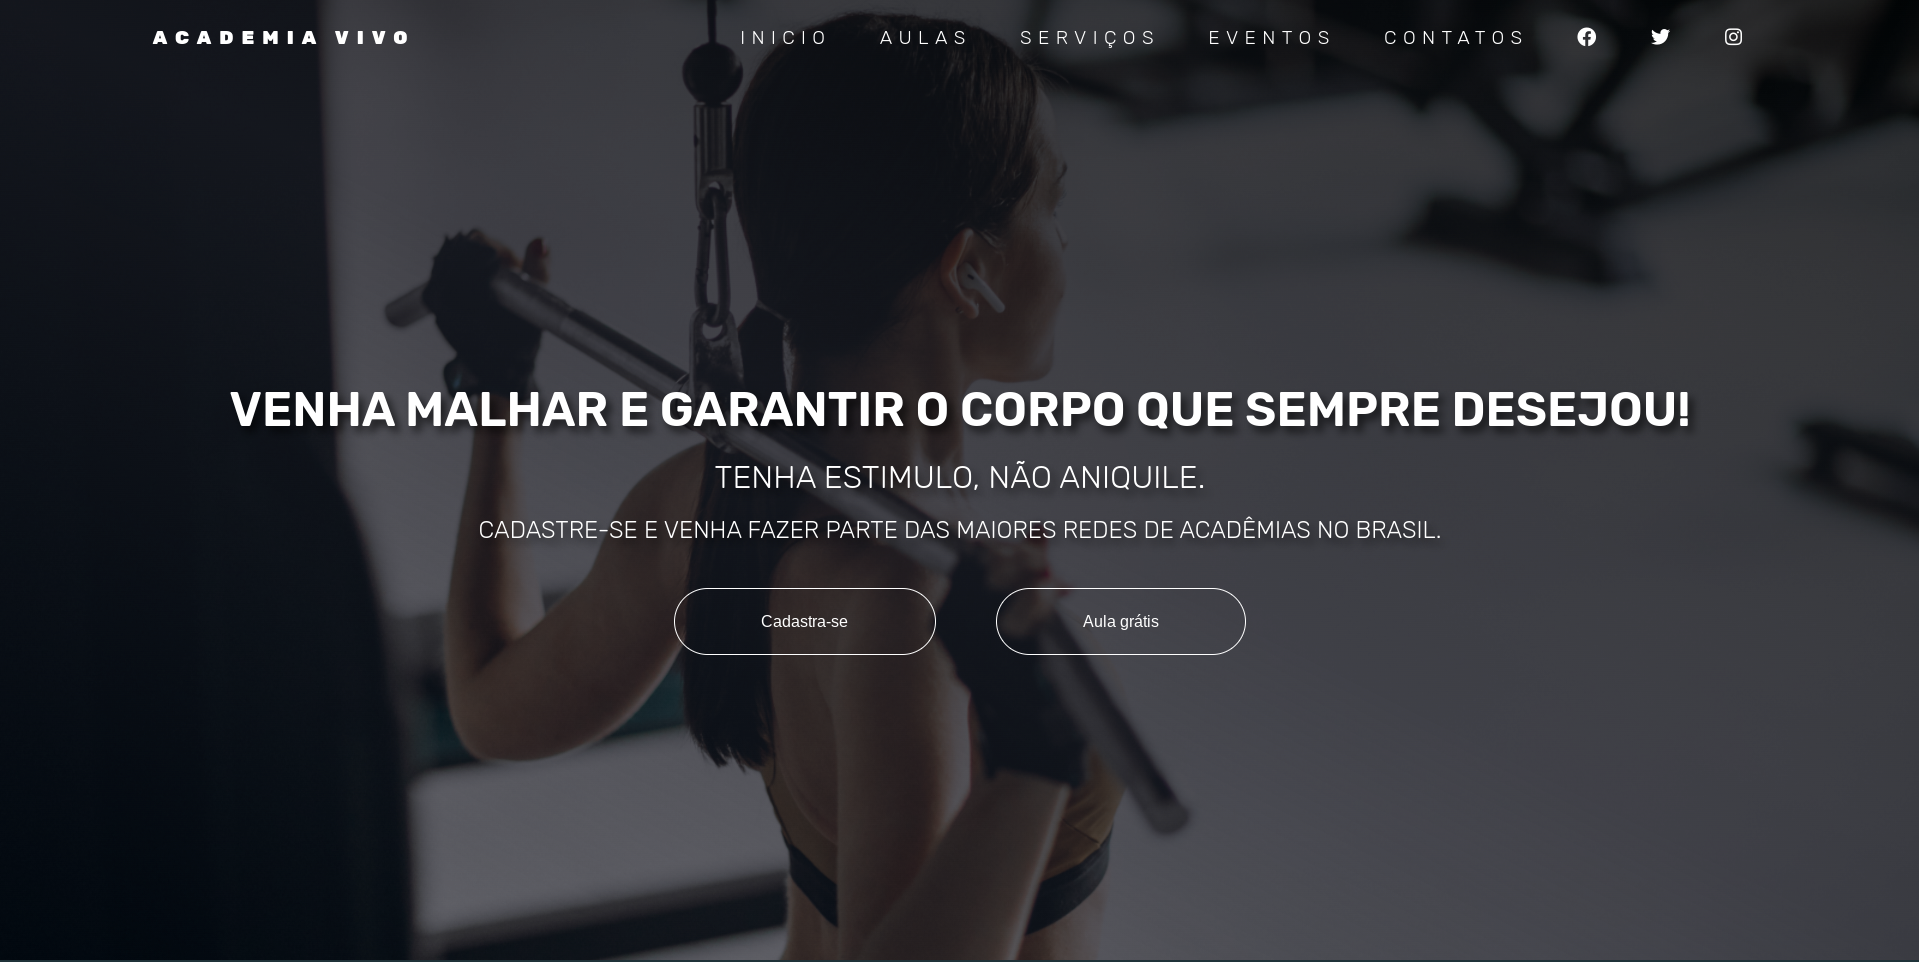 ACADEMIA VIVO
INICIO
AULAS
SERVIÇOS
EVENTOS
CONTATOS
VENHA MALHAR E GARANTIR O CORPO QUE SEMPRE DESEJOU!
TENHA ESTIMULO, NÃO ANIQUILE.
CADASTRE-SE E VENHA FAZER PARTE DAS MAIORES REDES DE ACADÊMIAS NO BRASIL.
Cadastra-se
Aula grátis